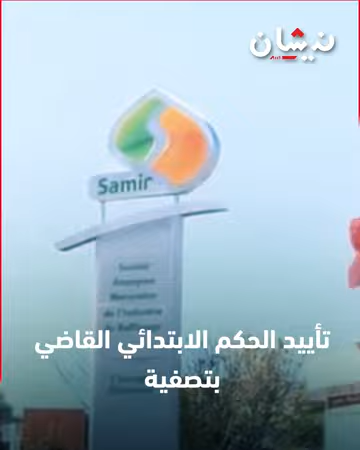 نيشان
Samir
Société
Anonyme
Marocaine
de l'Industrie
du Raffinage
تأييد الحكم الابتدائي القاضي
بتصفية